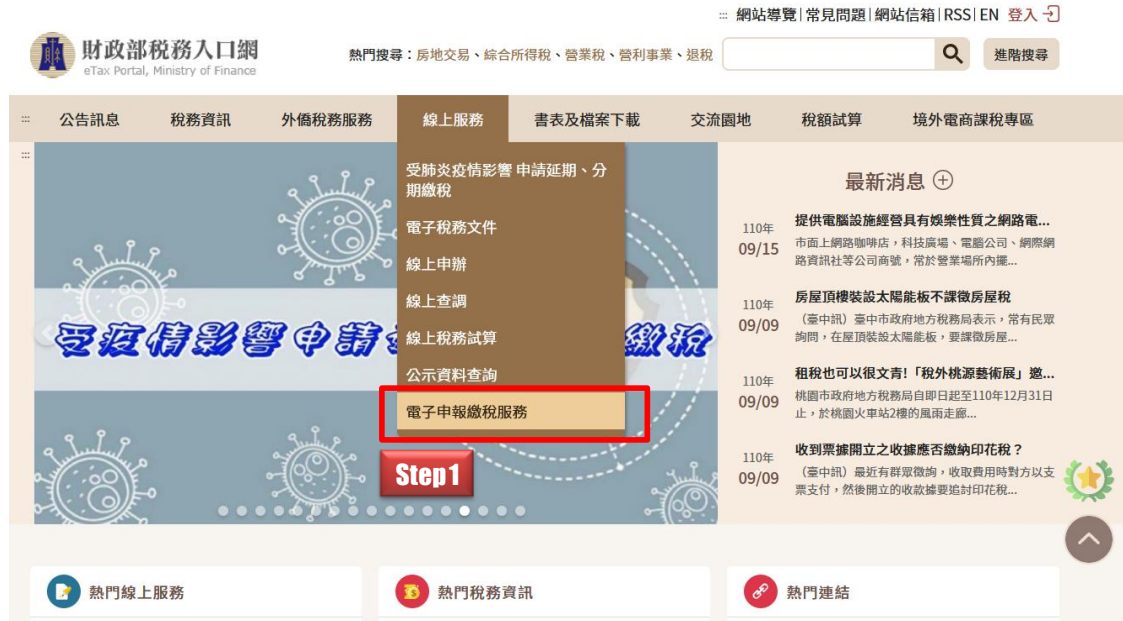 ::: 網站導覽|常見問題|網站信箱|RSS|EN 登入
財政部稅務入口網
eTax Portal, Ministry of Finance
熱門搜尋：房地交易、綜合所得稅、營業稅、營利事業、退稅
進階搜尋
::: 公告訊息 稅務資訊 外僑稅務服務 線上服務 書表及檔案下載 交流園地 稅額試算 境外電商課稅專區
:::
受肺炎疫情影響 申請延期、分
期繳稅
電子稅務文件
線上申辦
線上查調
線上稅務試算
公示資料查詢
電子申報繳稅服務
Step1
受疫情影響申請
繳稅
最新消息
110年
09/15
提供電腦設施經營具有娛樂性質之網路電...
市面上網路咖啡店，科技廣場、電腦公司、網際網
路資訊社等公司商號，常於營業場所內擺...
110年
09/09
房屋頂樓裝設太陽能板不課徵房屋稅
（臺中訊）臺中市政府地方稅務局表示，常有民眾
詢問，在屋頂裝設太陽能板，要課徵房屋...
110年
09/09
租稅也可以很文青!「稅外桃源藝術展」邀...
桃園市政府地方稅務局自即日起至110年12月31日
止，於桃園火車站2樓的風雨走廊...
110年
09/09
收到票據開立之收據應否繳納印花稅？
（臺中訊）最近有群眾徵詢，收取費用時對方以支
票支付，然後開立的收款據要追討印花稅...
熱門線上服務
熱門稅務資訊
熱門連結